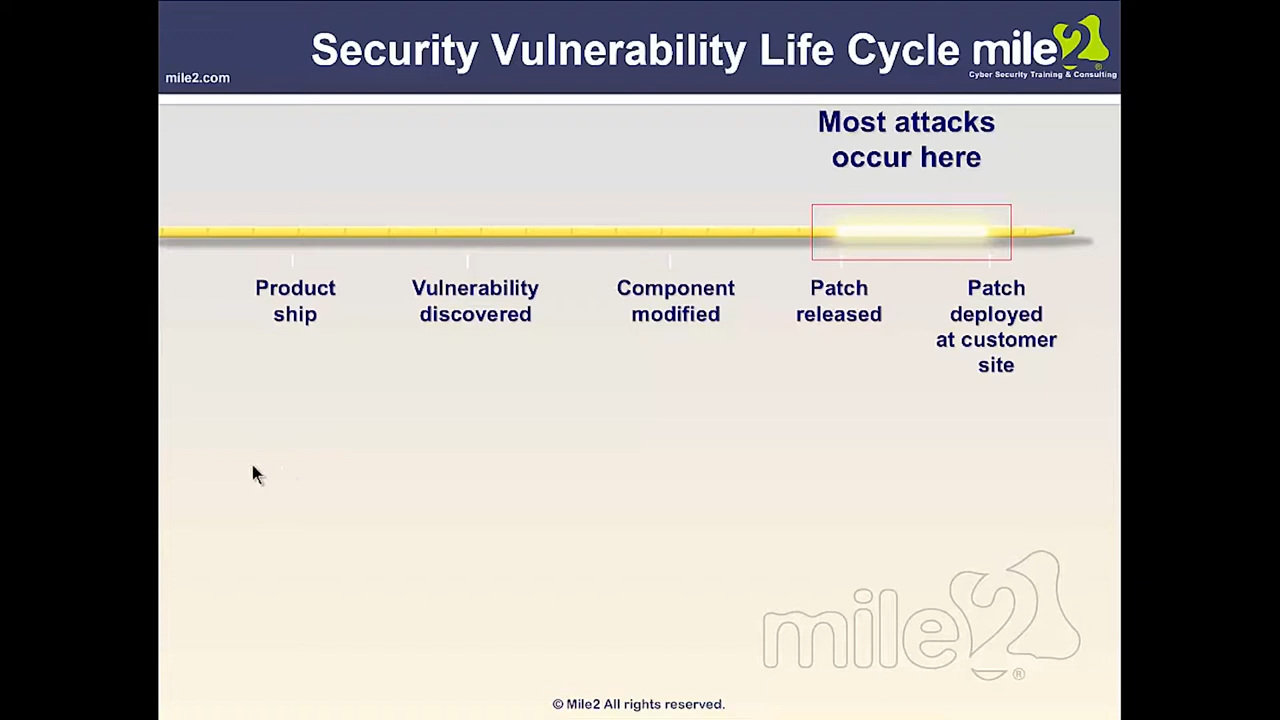 Security Vulnerability Life Cycle
mile2
®
Cyber Security Training & Consulting
mile2.com
Most attacks
occur here
Product
ship
Vulnerability
discovered
Component
modified
Patch
released
Patch
deployed
at customer
site
mile2
®
© Mile2 All rights reserved.